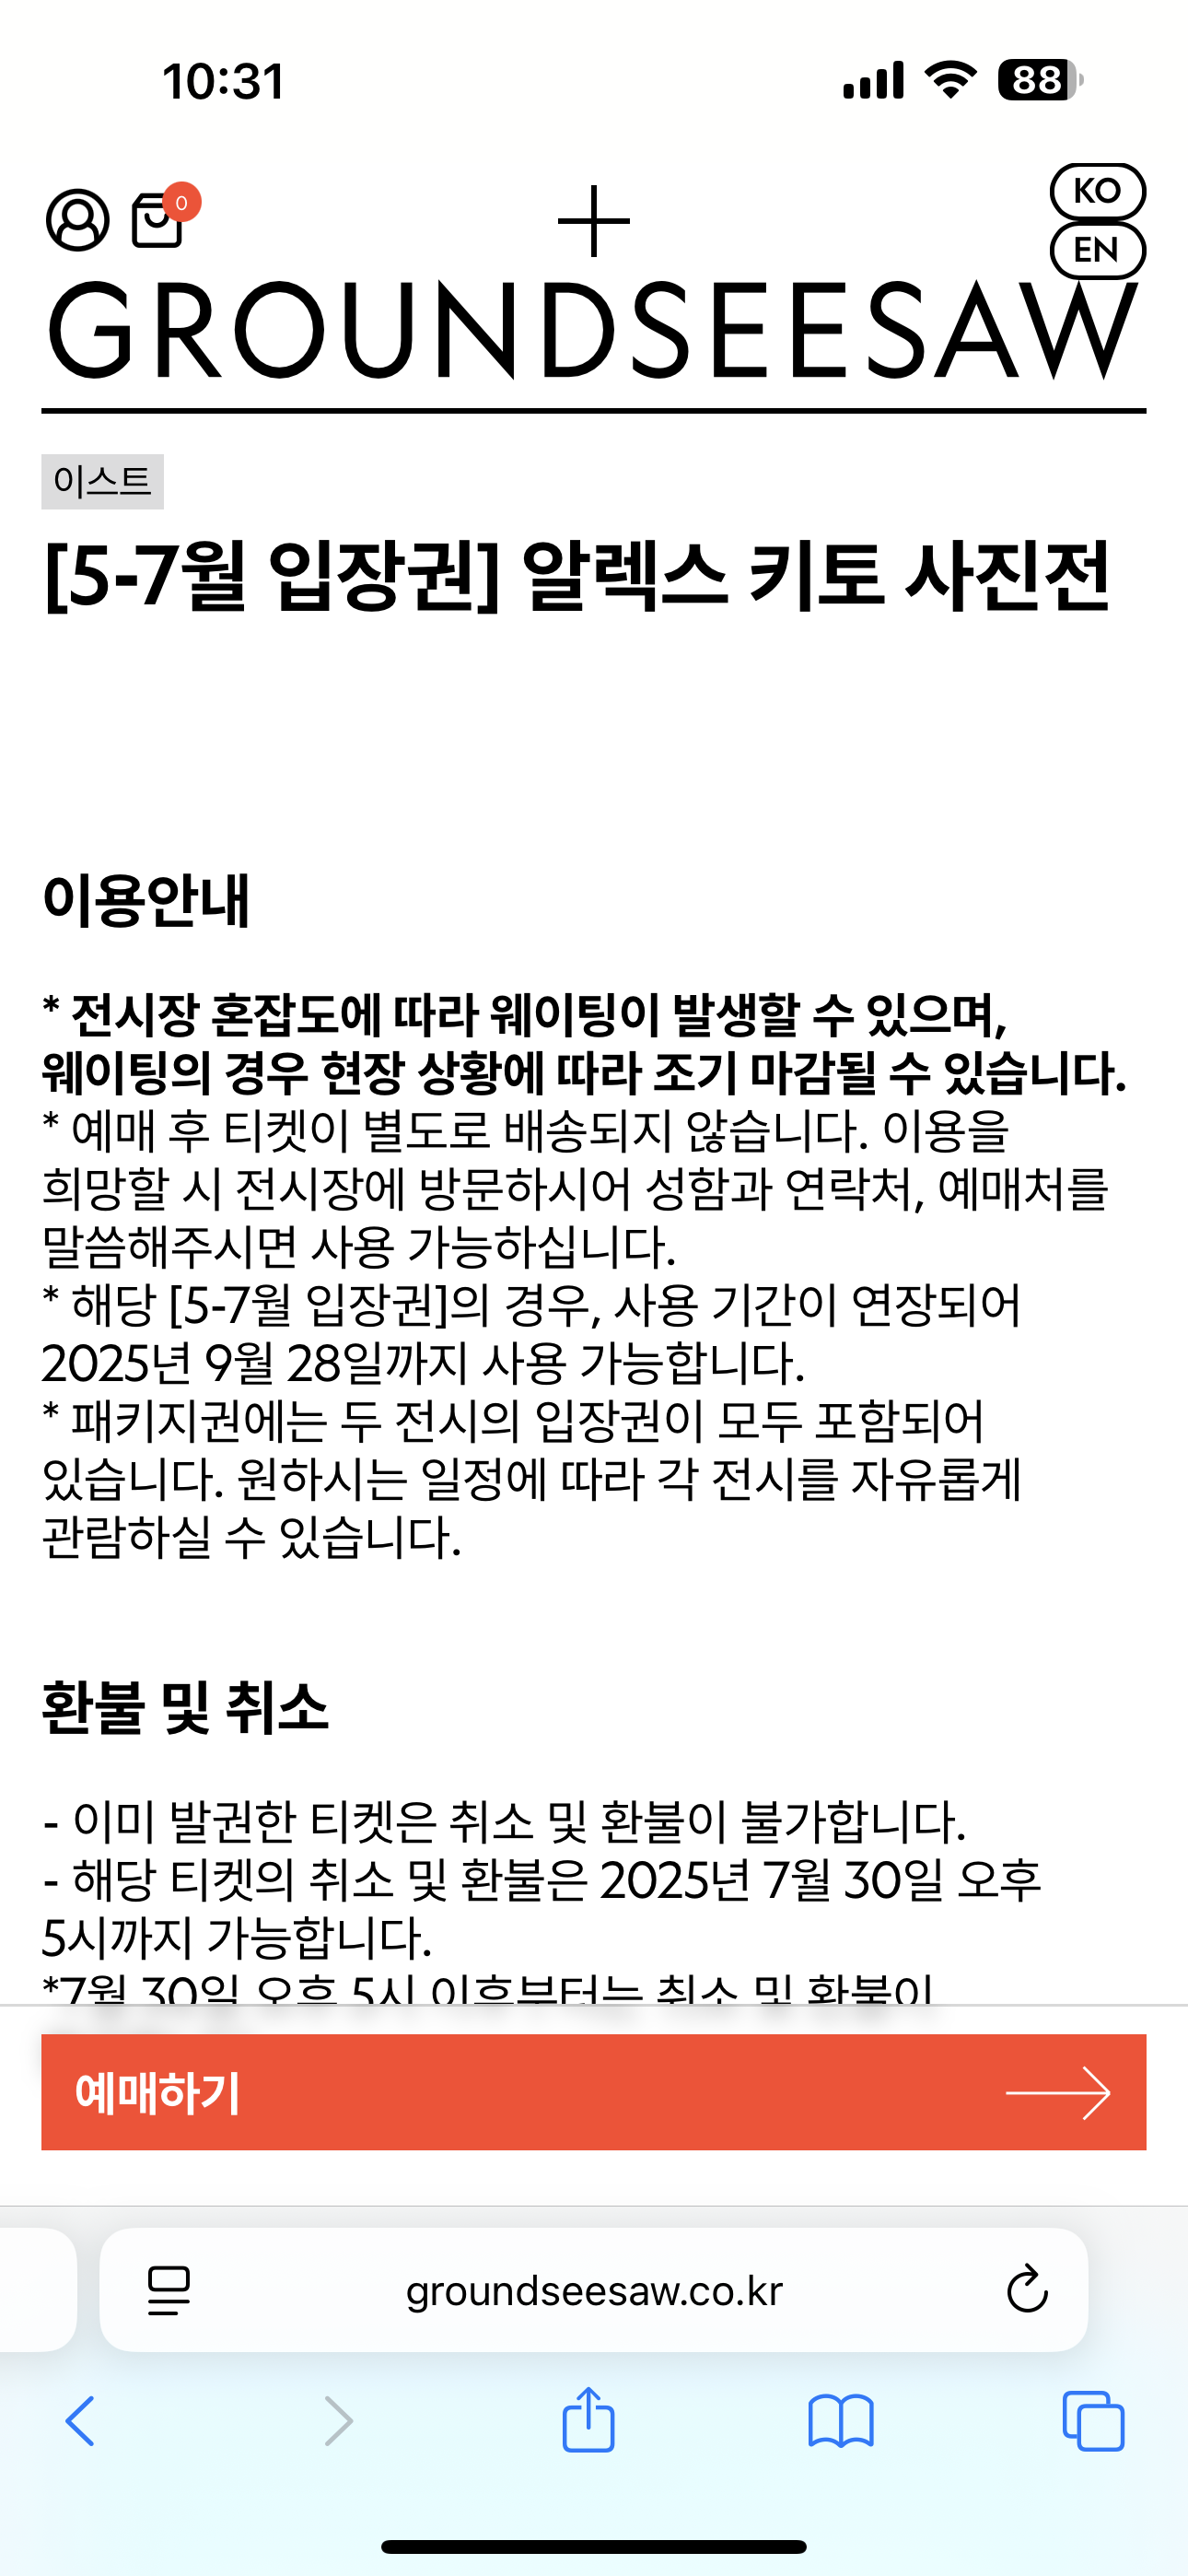 10:31
88
0
KO
EN
GROUNDSEESAW
이스트
[5-7월 입장권] 알렉스 키토 사진전
이용안내
* 전시장 혼잡도에 따라 웨이팅이 발생할 수 있으며,
웨이팅의 경우 현장 상황에 따라 조기 마감될 수 있습니다.
* 예매 후 티켓이 별도로 배송되지 않습니다. 이용을
희망할 시 전시장에 방문하시어 성함과 연락처, 예매처를
말씀해주시면 사용 가능하십니다.
* 해당 [5-7월 입장권]의 경우, 사용 기간이 연장되어
2025년 9월 28일까지 사용 가능합니다.
* 패키지권에는 두 전시의 입장권이 모두 포함되어
있습니다. 원하시는 일정에 따라 각 전시를 자유롭게
관람하실 수 있습니다.
환불 및 취소
- 이미 발권한 티켓은 취소 및 환불이 불가합니다.
- 해당 티켓의 취소 및 환불은 2025년 7월 30일 오후
5시까지 가능합니다.
*7월 30일 오후 5시 이후부터는 취소 및 환불이
예매하기
groundseesaw.co.kr